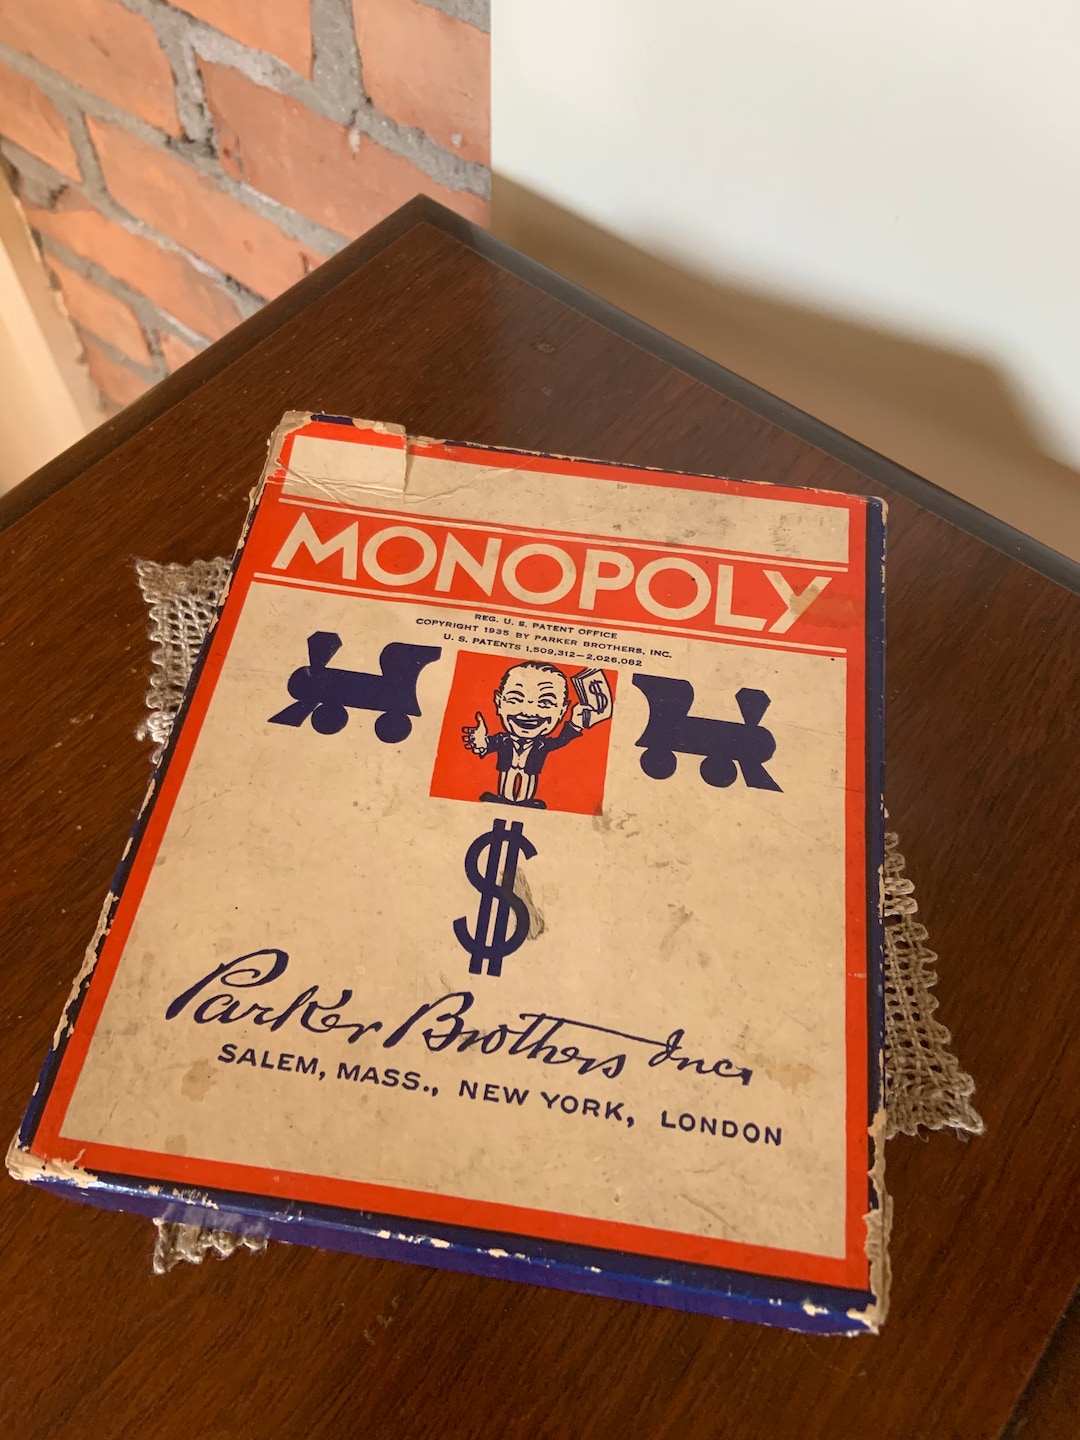 MONOPOLY
REG. U. S. PATENT OFFICE
COPYRIGHT 1935 BY PARKER BROTHERS, INC.
U. S. PATENTS 1,509,312—2,026,082
$
$
Parker Brothers Inc.
SALEM, MASS., NEW YORK, LONDON